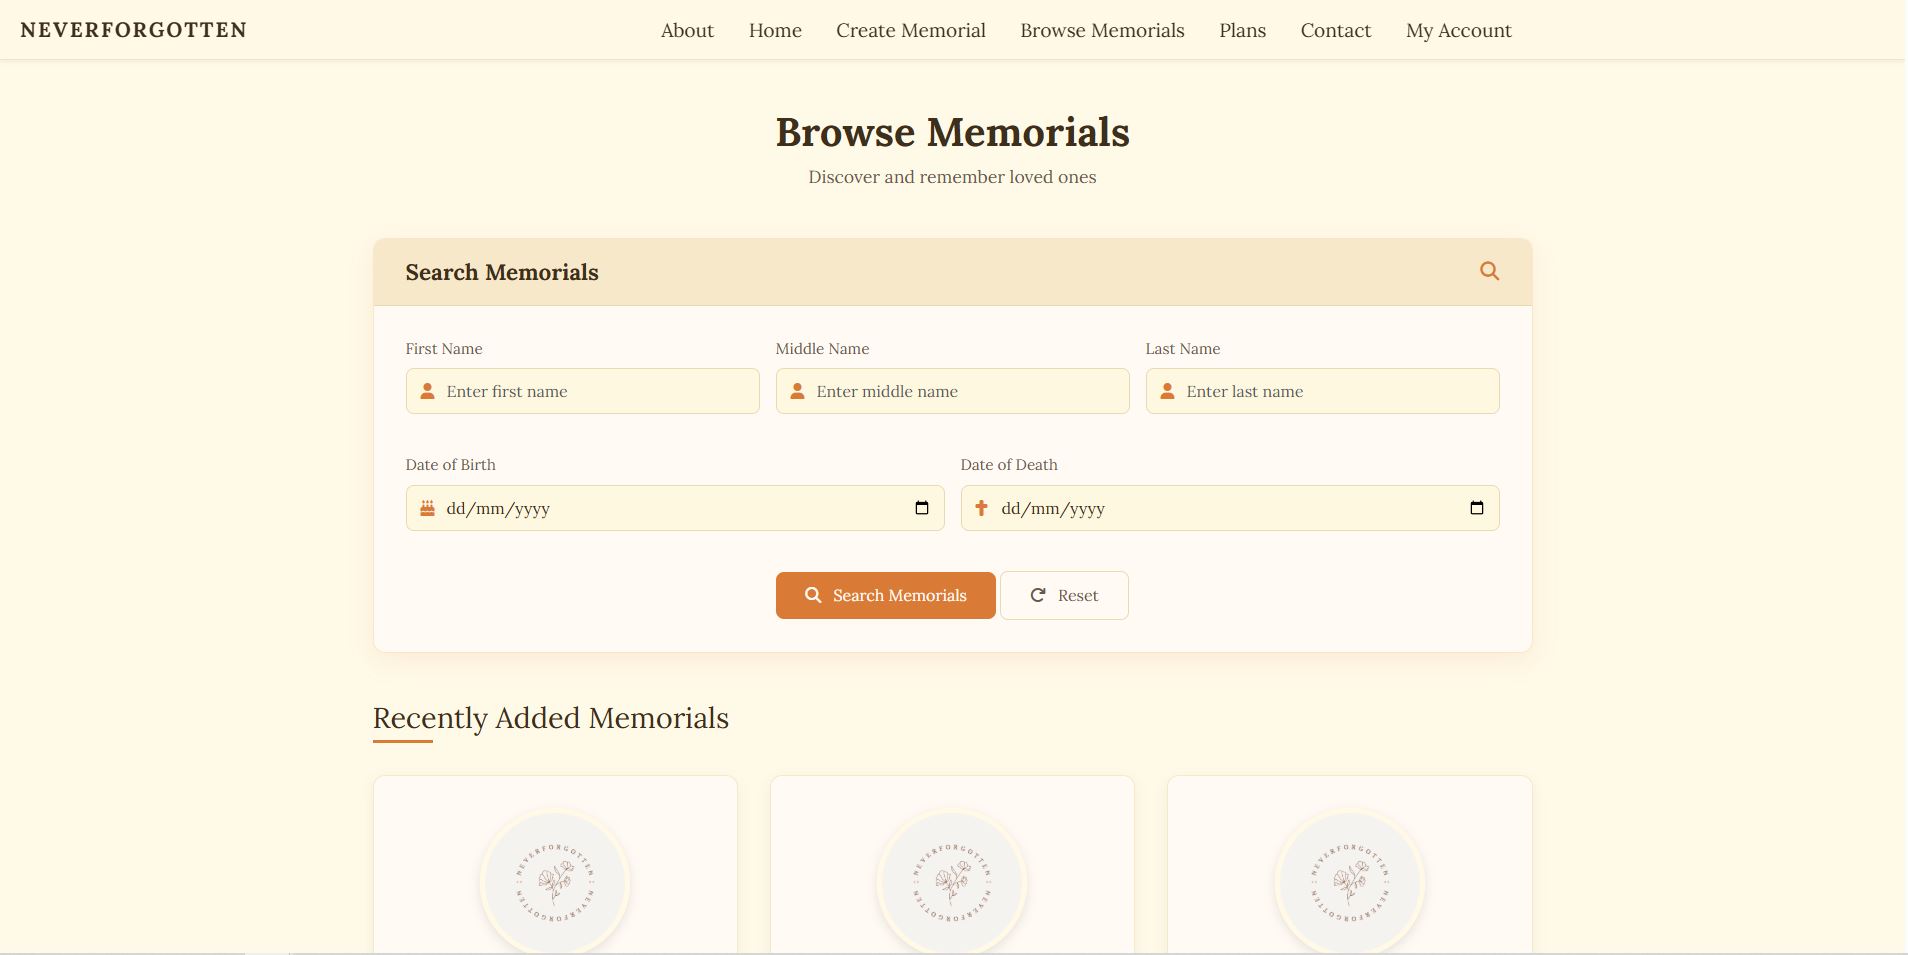 NEVERFORGOTTEN
About Home Create Memorial Browse Memorials Plans Contact My Account
Browse Memorials
Discover and remember loved ones
Search Memorials
First Name Middle Name Last Name
Enter first name Enter middle name Enter last name
Date of Birth Date of Death
dd/mm/yyyy dd/mm/yyyy
Search Memorials Reset
Recently Added Memorials
NEVERFORGOTTEN : NEVERFORGOTTEN :
NEVERFORGOTTEN : NEVERFORGOTTEN :
NEVERFORGOTTEN : NEVERFORGOTTEN :